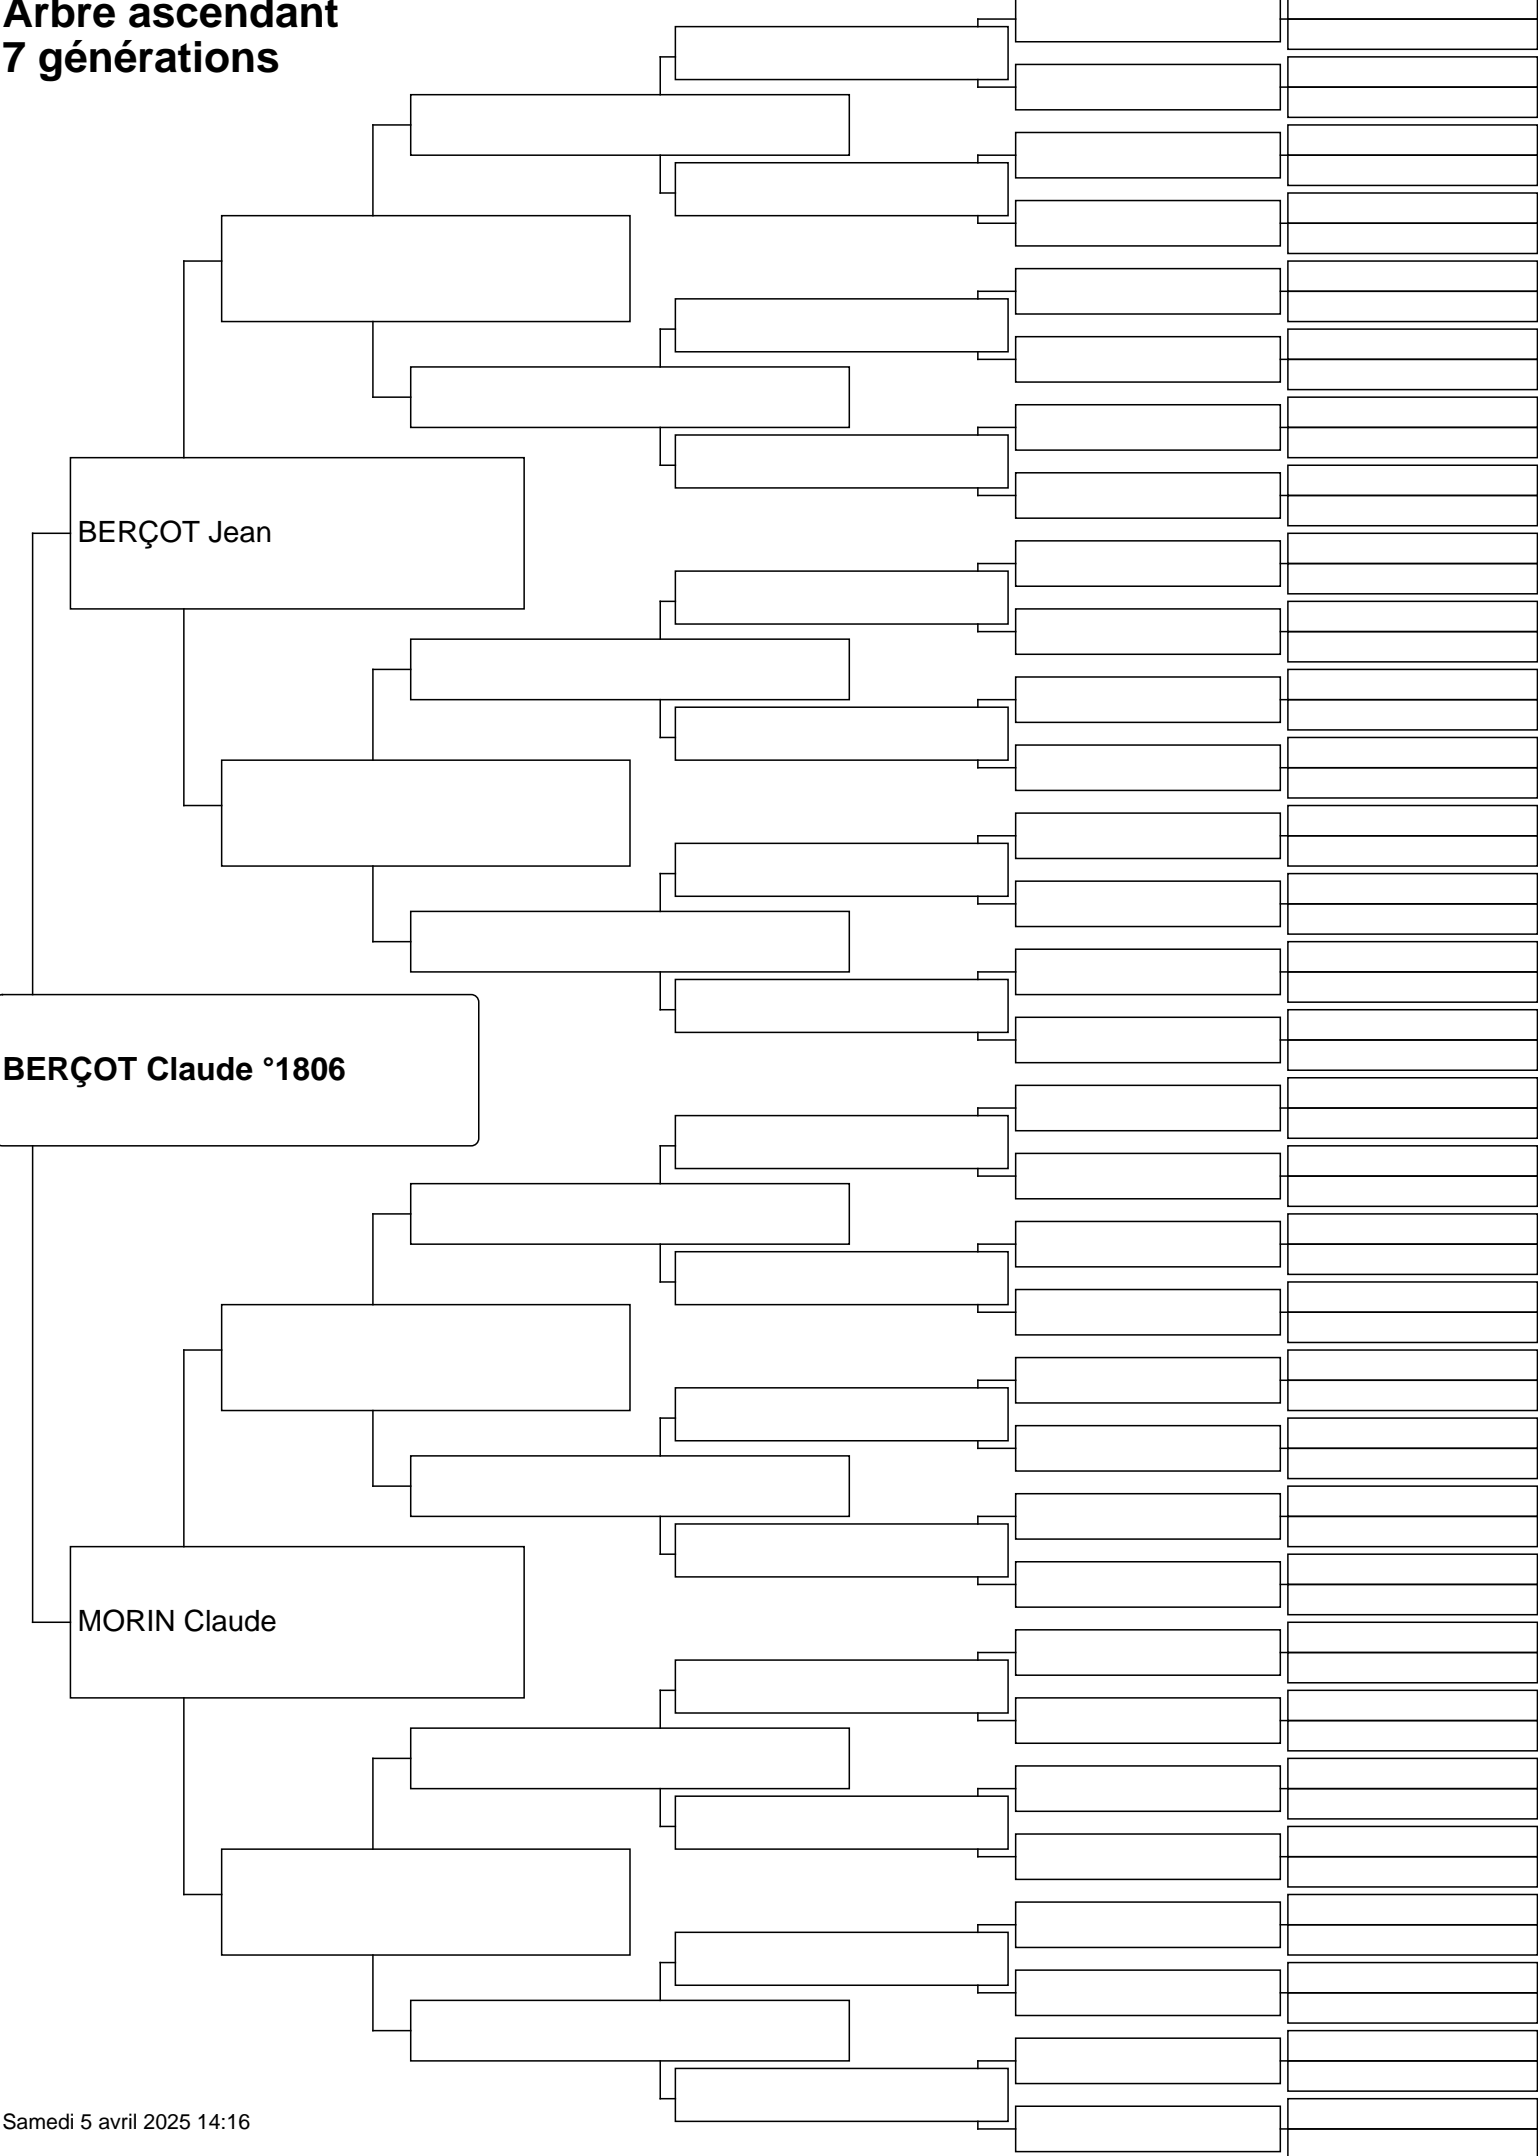 Arbre ascendant
7 générations
BERÇOT Jean
BERÇOT Claude °1806
MORIN Claude
Samedi 5 avril 2025 14:16